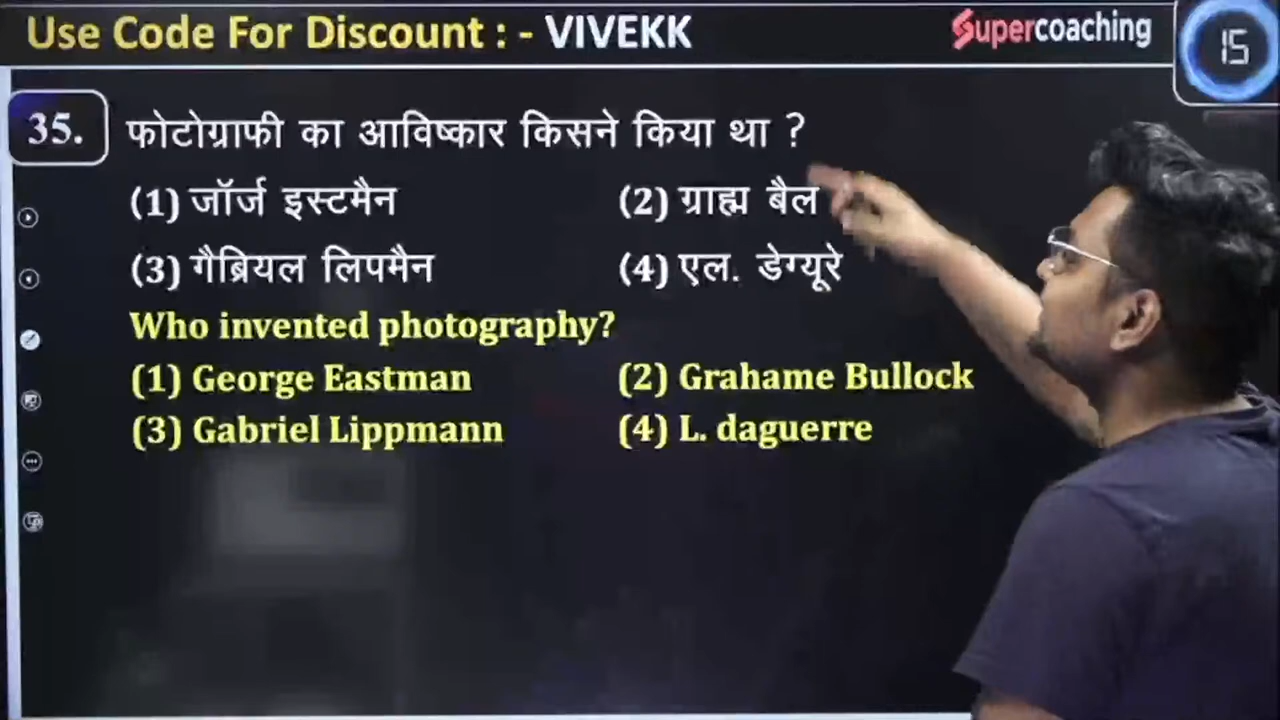 Use Code For Discount : - VIVEKK
Supercoaching
15
35. फोटोग्राफी का आविष्कार किसने किया था ?
(1) जॉर्ज इस्टमैन (2) ग्राह्म बैल
(3) गैब्रियल लिपमैन (4) एल. डेग्यूरे
Who invented photography?
(1) George Eastman (2) Grahame Bullock
(3) Gabriel Lippmann (4) L. daguerre